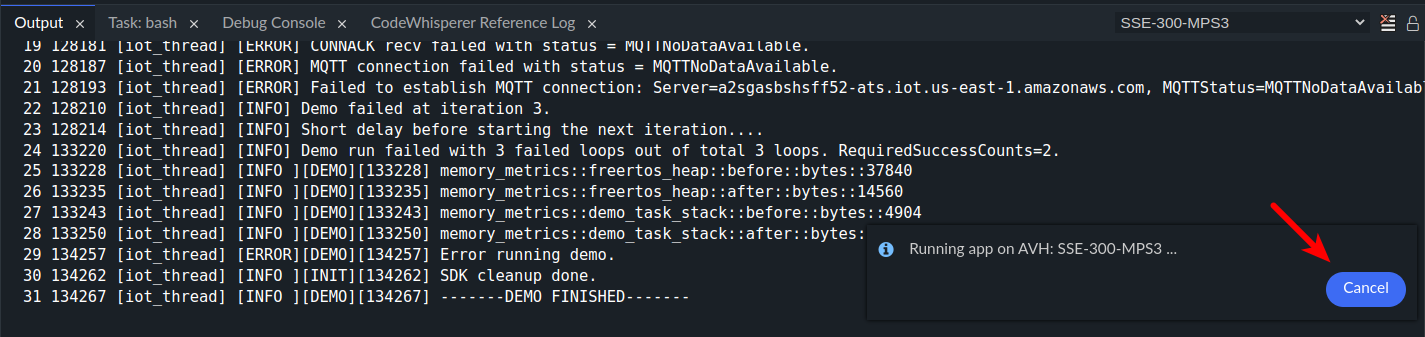 Output × Task: bash × Debug Console × CodeWhisperer Reference Log × SSE-300-MPS3
19 128181 [iot_thread] [ERROR] CONNACK recv failed with status = MQTTNoDataAvailable.
20 128187 [iot_thread] [ERROR] MQTT connection failed with status = MQTTNoDataAvailable.
21 128193 [iot_thread] [ERROR] Failed to establish MQTT connection: Server=a2sgasbshsff52-ats.iot.us-east-1.amazonaws.com, MQTTStatus=MQTTNoDataAvailabl
22 128210 [iot_thread] [INFO] Demo failed at iteration 3.
23 128214 [iot_thread] [INFO] Short delay before starting the next iteration....
24 133220 [iot_thread] [INFO] Demo run failed with 3 failed loops out of total 3 loops. RequiredSuccessCounts=2.
25 133228 [iot_thread] [INFO ][DEMO][133228] memory_metrics::freertos_heap::before::bytes::37840
26 133235 [iot_thread] [INFO ][DEMO][133235] memory_metrics::freertos_heap::after::bytes::14560
27 133243 [iot_thread] [INFO ][DEMO][133243] memory_metrics::demo_task_stack::before::bytes::4904
28 133250 [iot_thread] [INFO ][DEMO][133250] memory_metrics::demo_task_stack::after::bytes:
29 134257 [iot_thread] [ERROR][DEMO][134257] Error running demo.
30 134262 [iot_thread] [INFO ][INIT][134262] SDK cleanup done.
31 134267 [iot_thread] [INFO ][DEMO][134267] -------DEMO FINISHED-------
Running app on AVH: SSE-300-MPS3 ...
Cancel